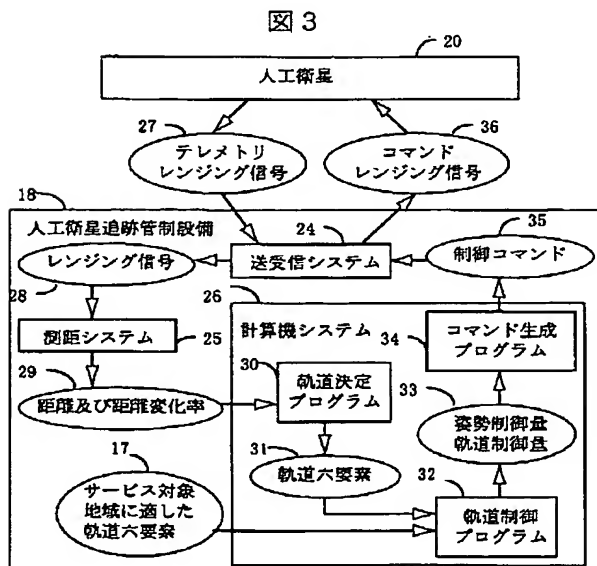 図3
20
人工衛星
27
テレメトリ
レンジング信号
36
コマンド
レンジング信号
18
人工衛星追跡管制設備
24
送受信システム
35
制御コマンド
レンジング信号
28
26
計算機システム
測距システム
25
34
コマンド生成
プログラム
29
距離及び距離変化率
30
軌道決定
プログラム
33
姿勢制御量
軌道制御量
31
軌道六要素
17
サービス対象
地域に適した
軌道六要素
32
軌道制御
プログラム